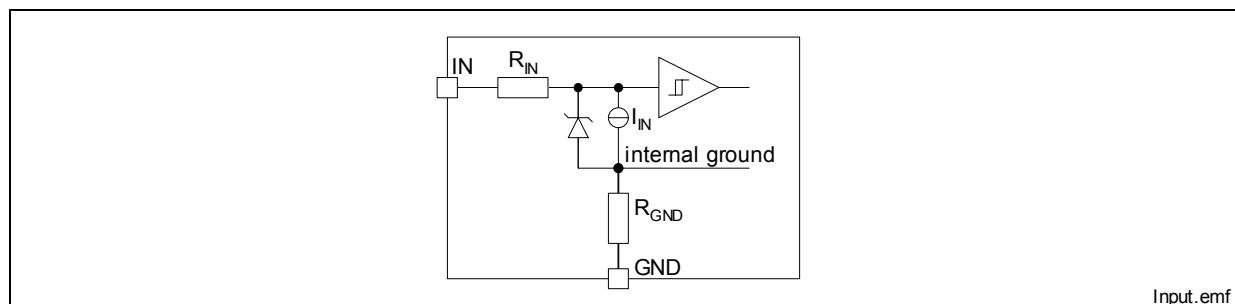 IN
R_IN
I_IN
internal ground
R_GND
GND
Input.emf